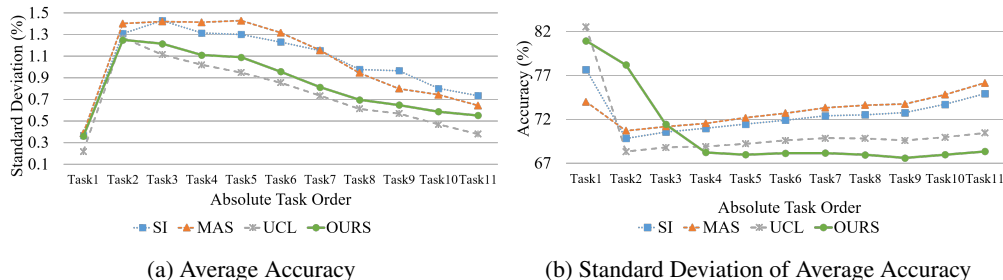 Standard Deviation (%)
1.5
1.3
1.1
0.9
0.7
0.5
0.3
0.1
Task1 Task2 Task3 Task4 Task5 Task6 Task7 Task8 Task9 Task10 Task11
Absolute Task Order
SI MAS UCL OURS
(a) Average Accuracy
Accuracy (%)
82
77
72
67
Task1 Task2 Task3 Task4 Task5 Task6 Task7 Task8 Task9 Task10 Task11
Absolute Task Order
SI MAS UCL OURS
(b) Standard Deviation of Average Accuracy